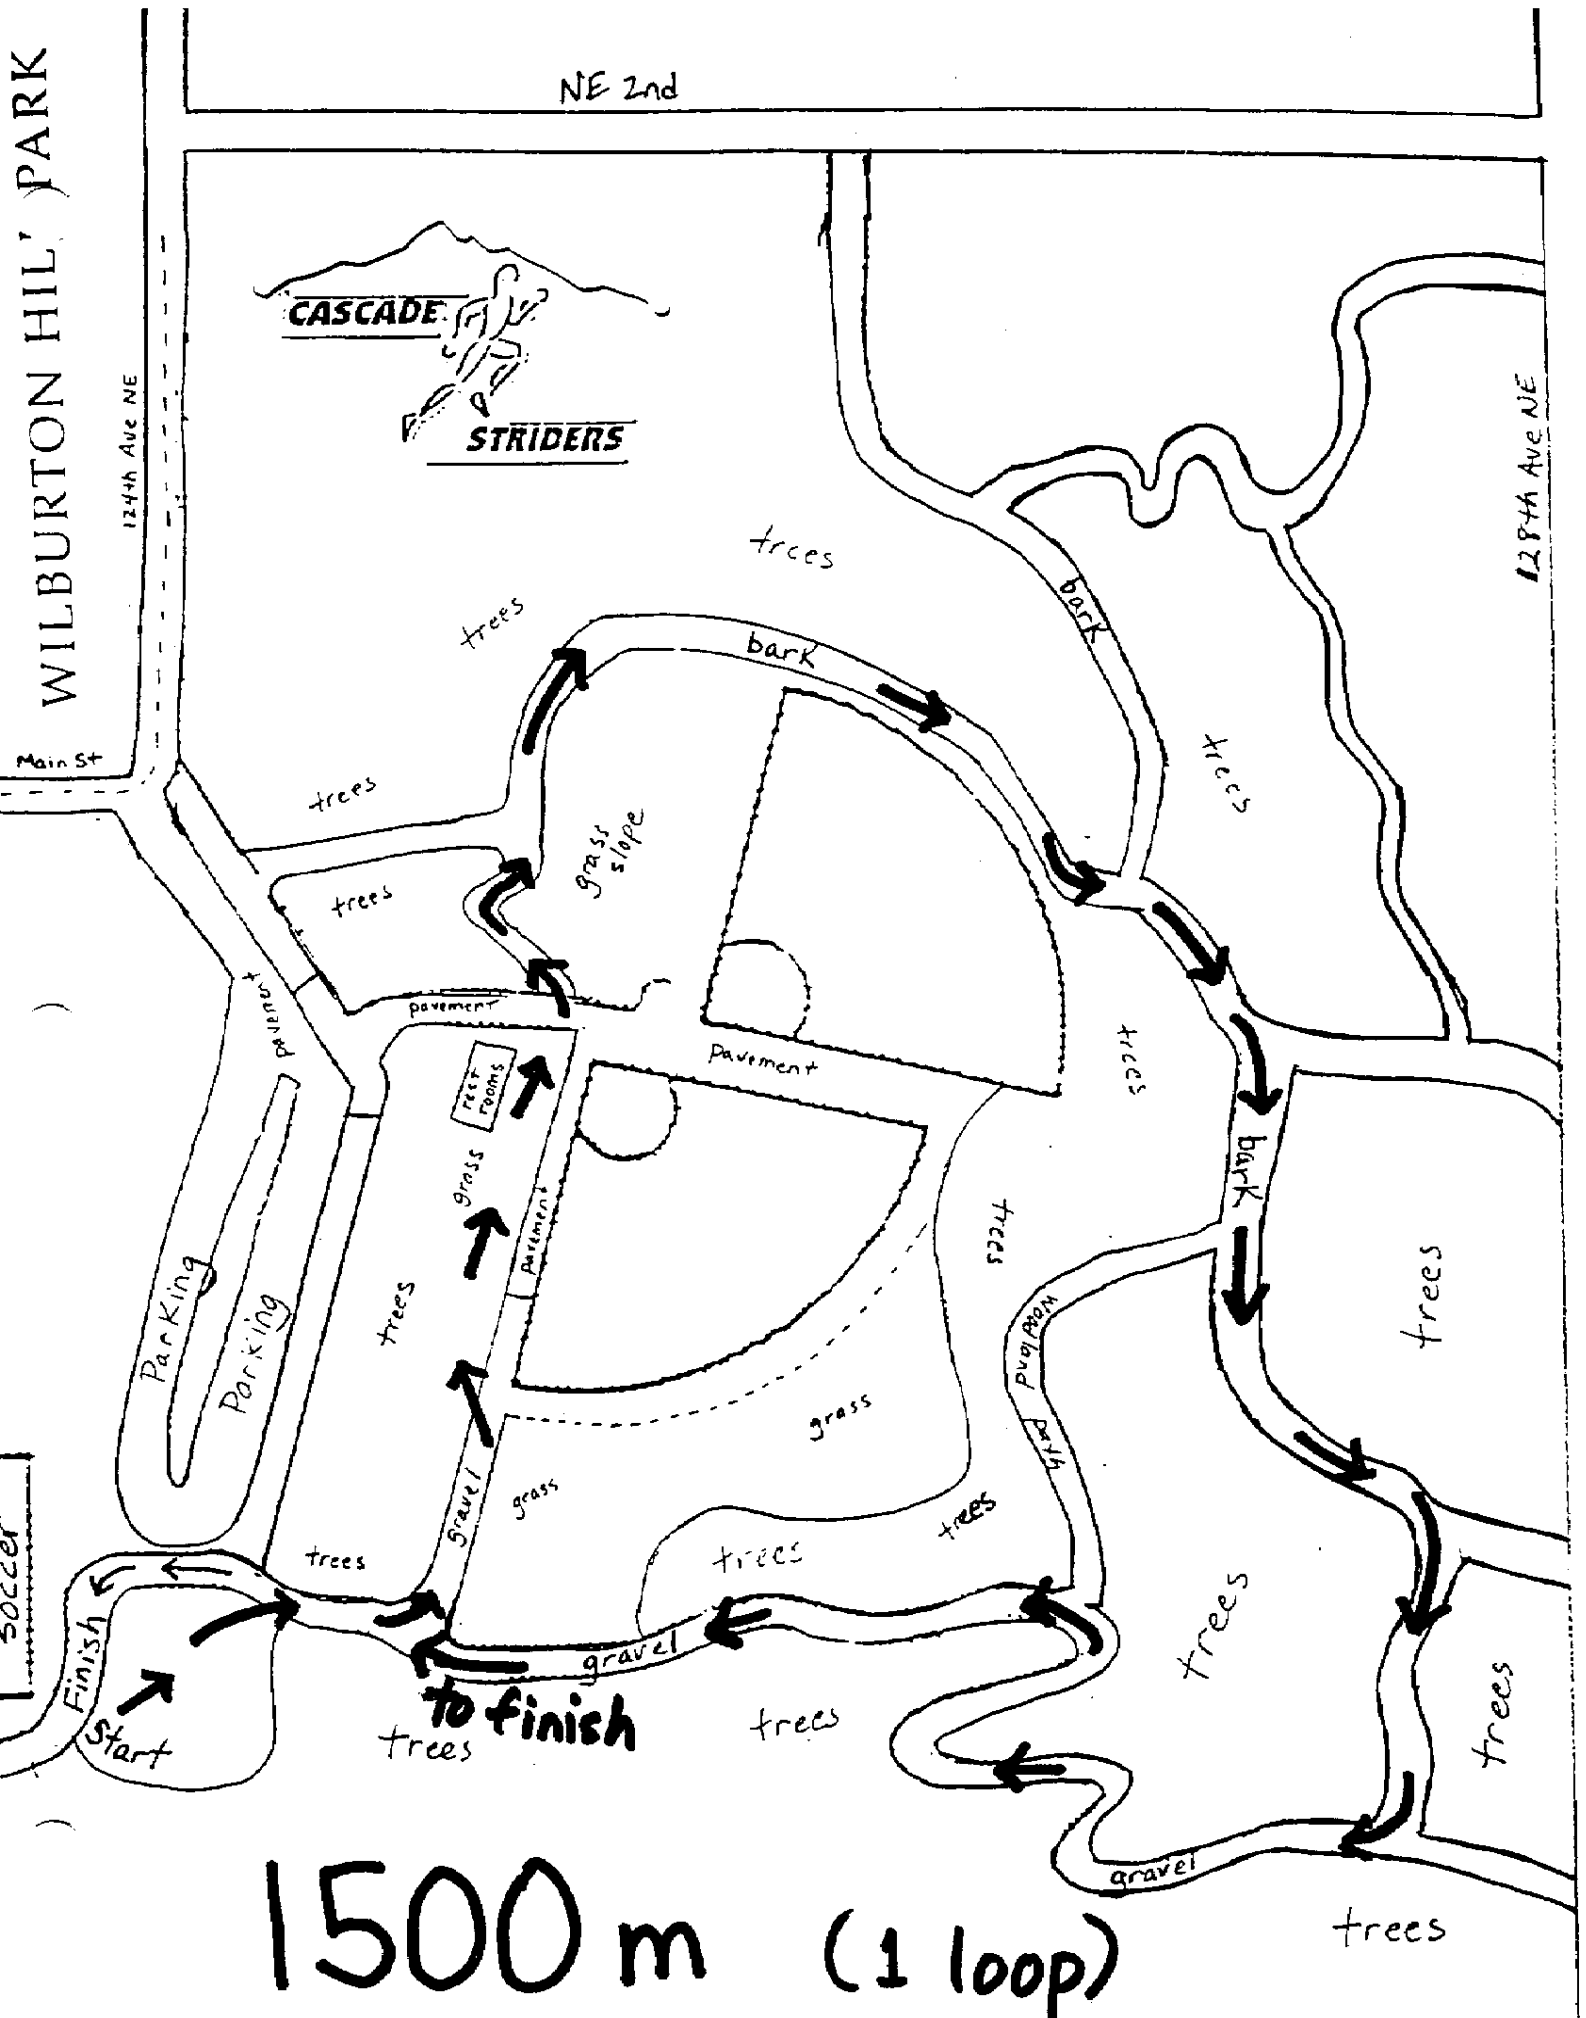 WILBURTON HIL' ) PARK
NE 2nd
CASCADE
STRIDERS
124th Ave NE
128th Ave NE
Main St
trees
trees
bark
bark
trees
trees
grass
slope
trees
pavement
pavement
pavement
rest
rooms
trees
grass
pavement
bark
trees
trees
Parking
Parking
trees
woodland
path
grass
gravel
grass
trees
soccer
trees
trees
trees
trees
Finish
gravel
to finish
Start
trees
trees
gravel
1500 m (1 loop)
trees